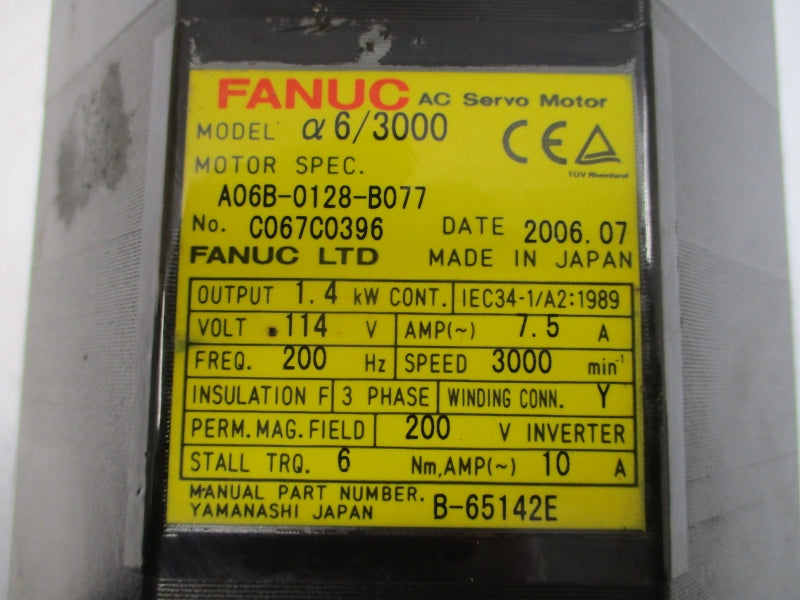 FANUC AC Servo Motor
MODEL α6/3000
CE
TÜV Rheinland
MOTOR SPEC.
A06B-0128-B077
No. C067C0396 DATE 2006.07
FANUC LTD MADE IN JAPAN
OUTPUT 1.4 kW CONT. IEC34-1/A2:1989
VOLT 114 V AMP(~) 7.5 A
FREQ. 200 Hz SPEED 3000 min⁻¹
INSULATION F 3 PHASE WINDING CONN. Y
PERM.MAG.FIELD 200 V INVERTER
STALL TRQ. 6 Nm,AMP(~) 10 A
MANUAL PART NUMBER. B-65142E
YAMANASHI JAPAN